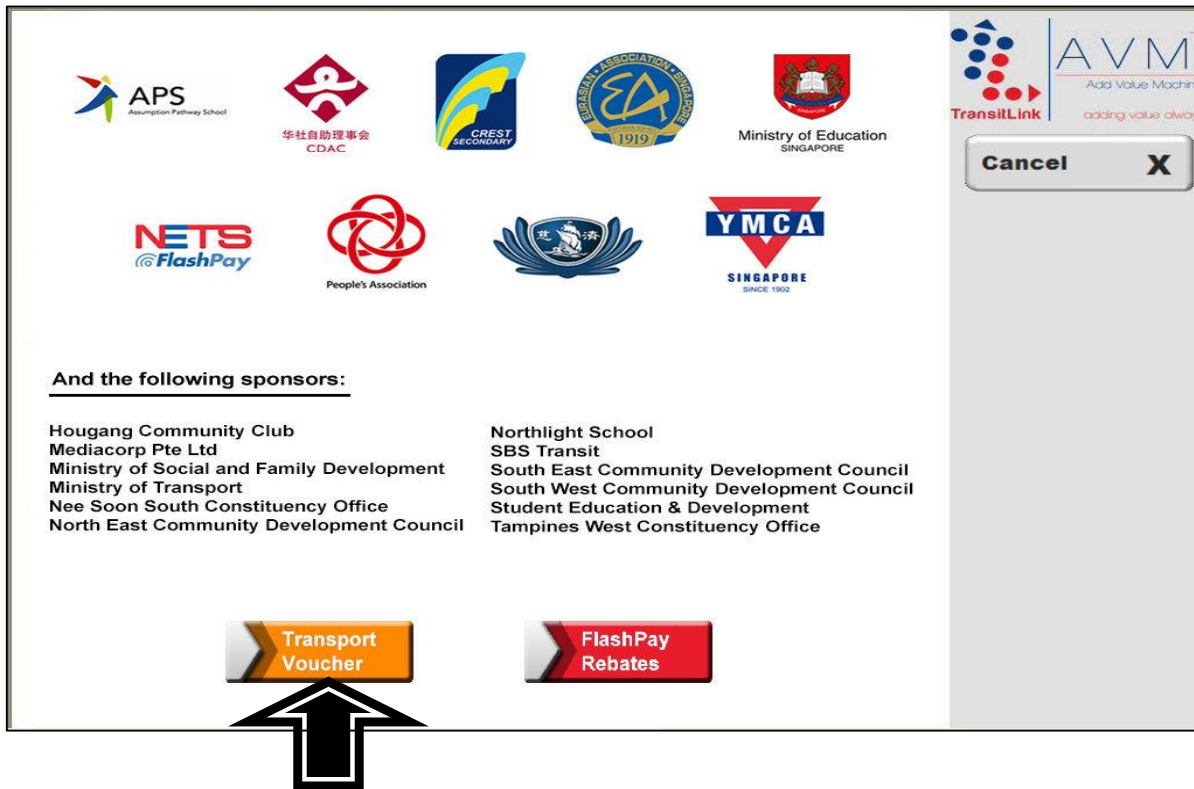 APS
Assumption Pathway School
华社自助理事会
CDAC
CREST
SECONDARY
EURASIAN ASSOCIATION SINGAPORE
EA
1919
Ministry of Education
SINGAPORE
NETS
FlashPay
People's Association
慈 濟
YMCA
SINGAPORE
SINCE 1902
TransitLink
AVM
Add Value Machin
adding value alway
Cancel X
And the following sponsors:
Hougang Community Club
Mediacorp Pte Ltd
Ministry of Social and Family Development
Ministry of Transport
Nee Soon South Constituency Office
North East Community Development Council
Northlight School
SBS Transit
South East Community Development Council
South West Community Development Council
Student Education & Development
Tampines West Constituency Office
Transport
Voucher
FlashPay
Rebates